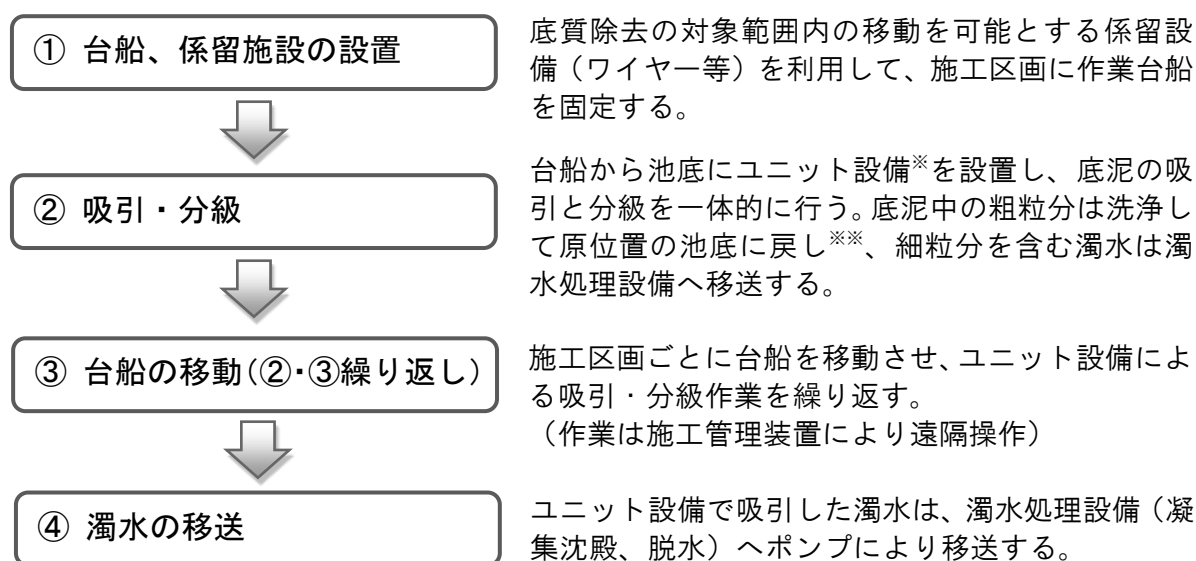 ① 台船、係留施設の設置
底質除去の対象範囲内の移動を可能とする係留設
備（ワイヤー等）を利用して、施工区画に作業台船
を固定する。
② 吸引・分級
台船から池底にユニット設備※を設置し、底泥の吸
引と分級を一体的に行う。底泥中の粗粒分は洗浄し
て原位置の池底に戻し※※、細粒分を含む濁水は濁
水処理設備へ移送する。
③ 台船の移動（②・③繰り返し）
施工区画ごとに台船を移動させ、ユニット設備によ
る吸引・分級作業を繰り返す。
（作業は施工管理装置により遠隔操作）
④ 濁水の移送
ユニット設備で吸引した濁水は、濁水処理設備（凝
集沈殿、脱水）へポンプにより移送する。